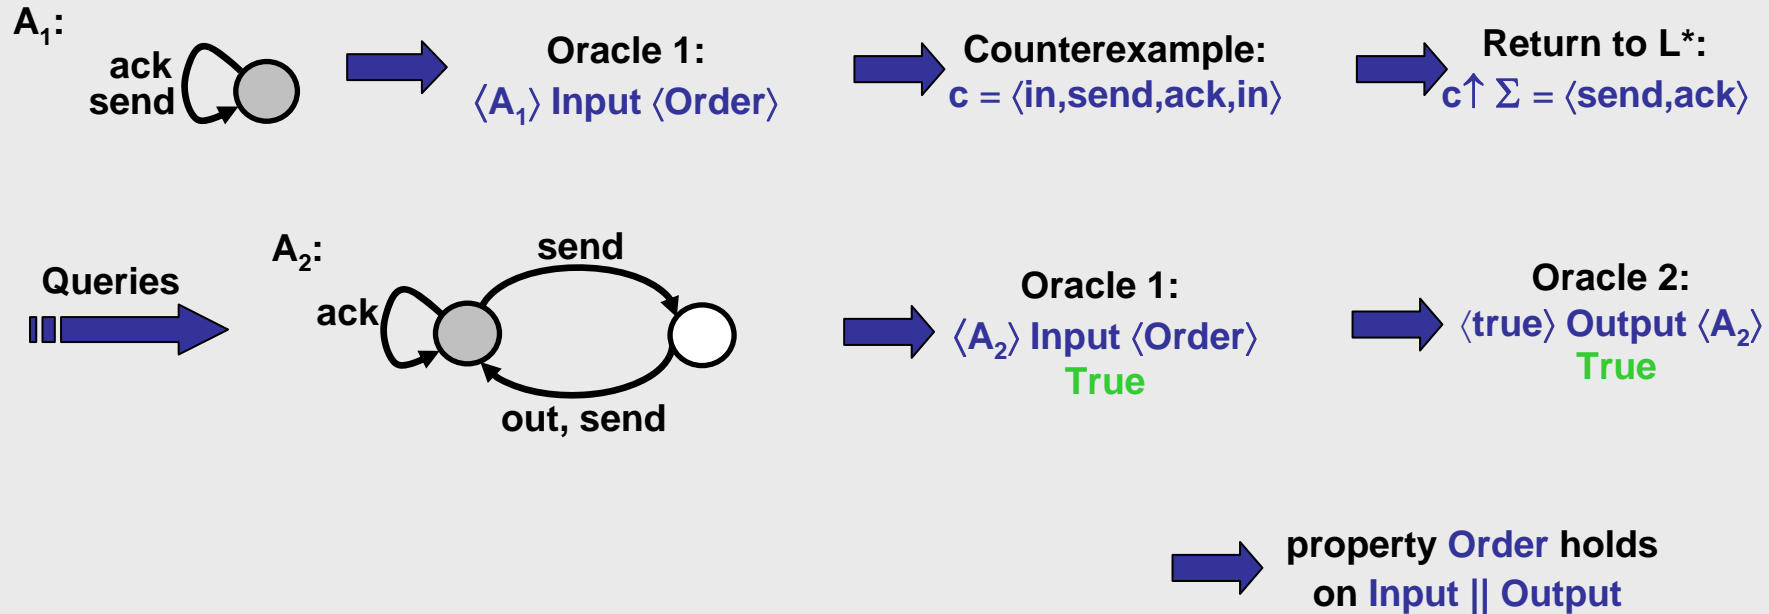 A₁:
ack
send
Oracle 1:
⟨A₁⟩ Input ⟨Order⟩
Counterexample:
c = ⟨in,send,ack,in⟩
Return to L*:
c↑ Σ = ⟨send,ack⟩
Queries
A₂:
send
ack
out, send
Oracle 1:
⟨A₂⟩ Input ⟨Order⟩
True
Oracle 2:
⟨true⟩ Output ⟨A₂⟩
True
property Order holds
on Input || Output